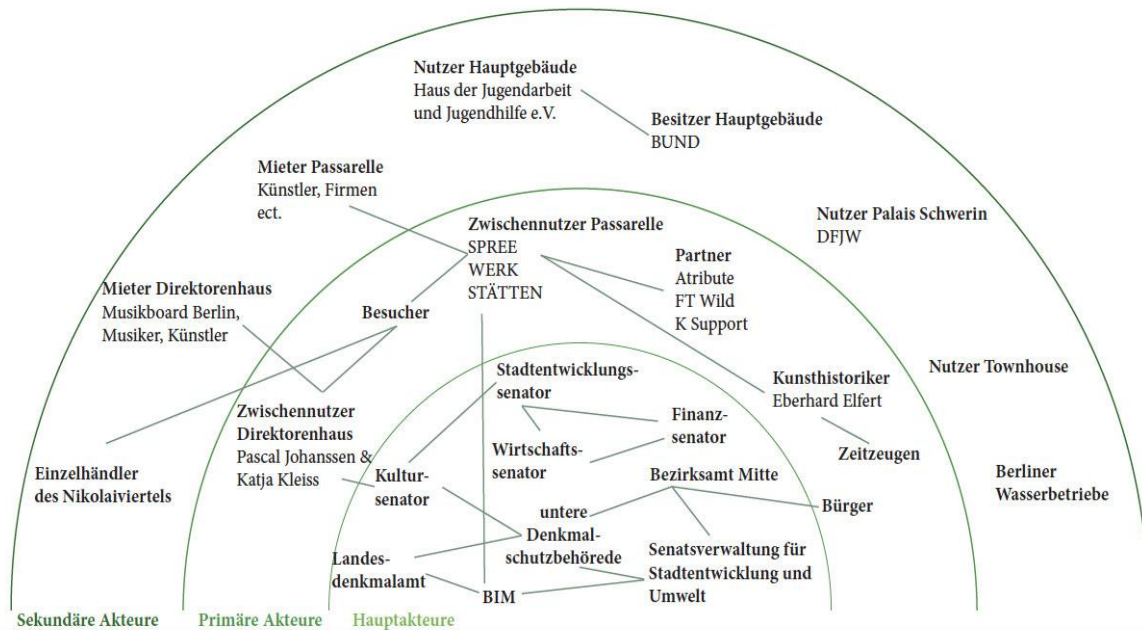 Nutzer Hauptgebäude
Haus der Jugendarbeit
und Jugendhilfe e.V.
Besitzer Hauptgebäude
BUND
Mieter Passarelle
Künstler, Firmen
ect.
Zwischennutzer Passarelle
SPREE
WERK
STÄTTEN
Nutzer Palais Schwerin
DFJW
Partner
Atribute
FT Wild
K Support
Mieter Direktorenhaus
Musikboard Berlin,
Musiker, Künstler
Besucher
Stadtentwicklungs-
senator
Nutzer Townhouse
Kunsthistoriker
Eberhard Elfert
Zwischennutzer
Direktorenhaus
Pascal Johanssen &
Katja Kleiss
Finanz-
senator
Wirtschafts-
senator
Zeitzeugen
Einzelhändler
des Nikolaiviertels
Kultur-
senator
Bezirksamt Mitte
Berliner
Wasserbetriebe
Bürger
untere
Denkmal-
schutzbehörede
Landes-
denkmalamt
Senatsverwaltung für
Stadtentwicklung und
Umwelt
BIM
Sekundäre Akteure
Primäre Akteure
Hauptakteure